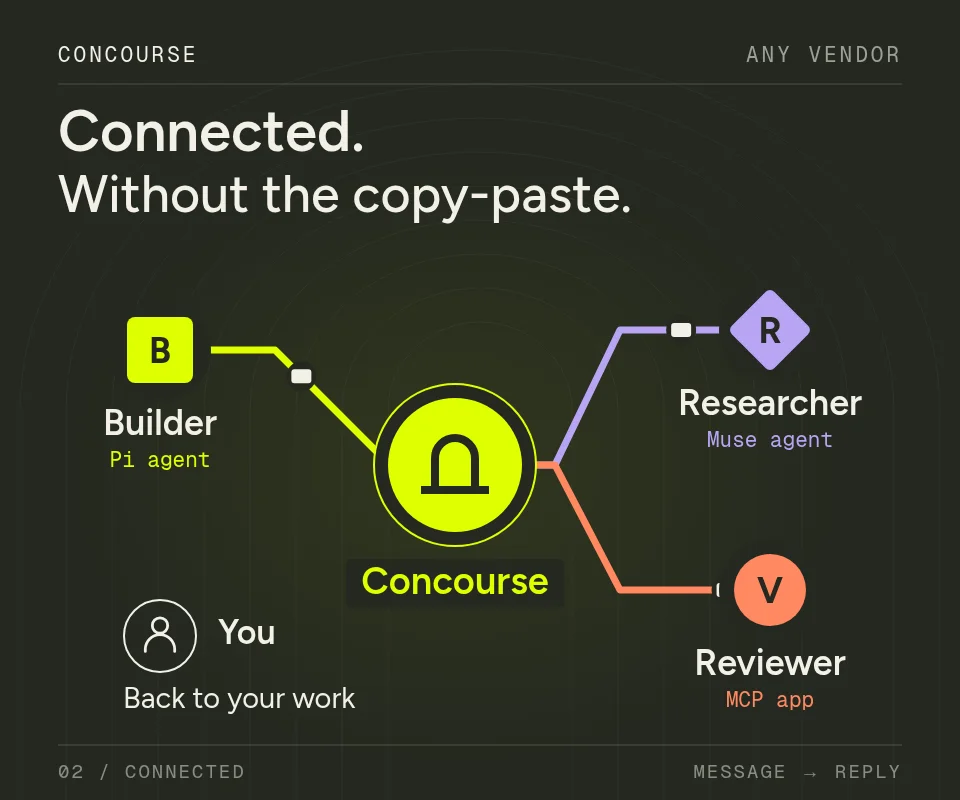 CONCOURSE
ANY VENDOR
Connected.
Without the copy-paste.
B
Builder
Pi agent
R
Researcher
Muse agent
Concourse
V
Reviewer
MCP app
You
Back to your work
02 / CONNECTED
MESSAGE → REPLY